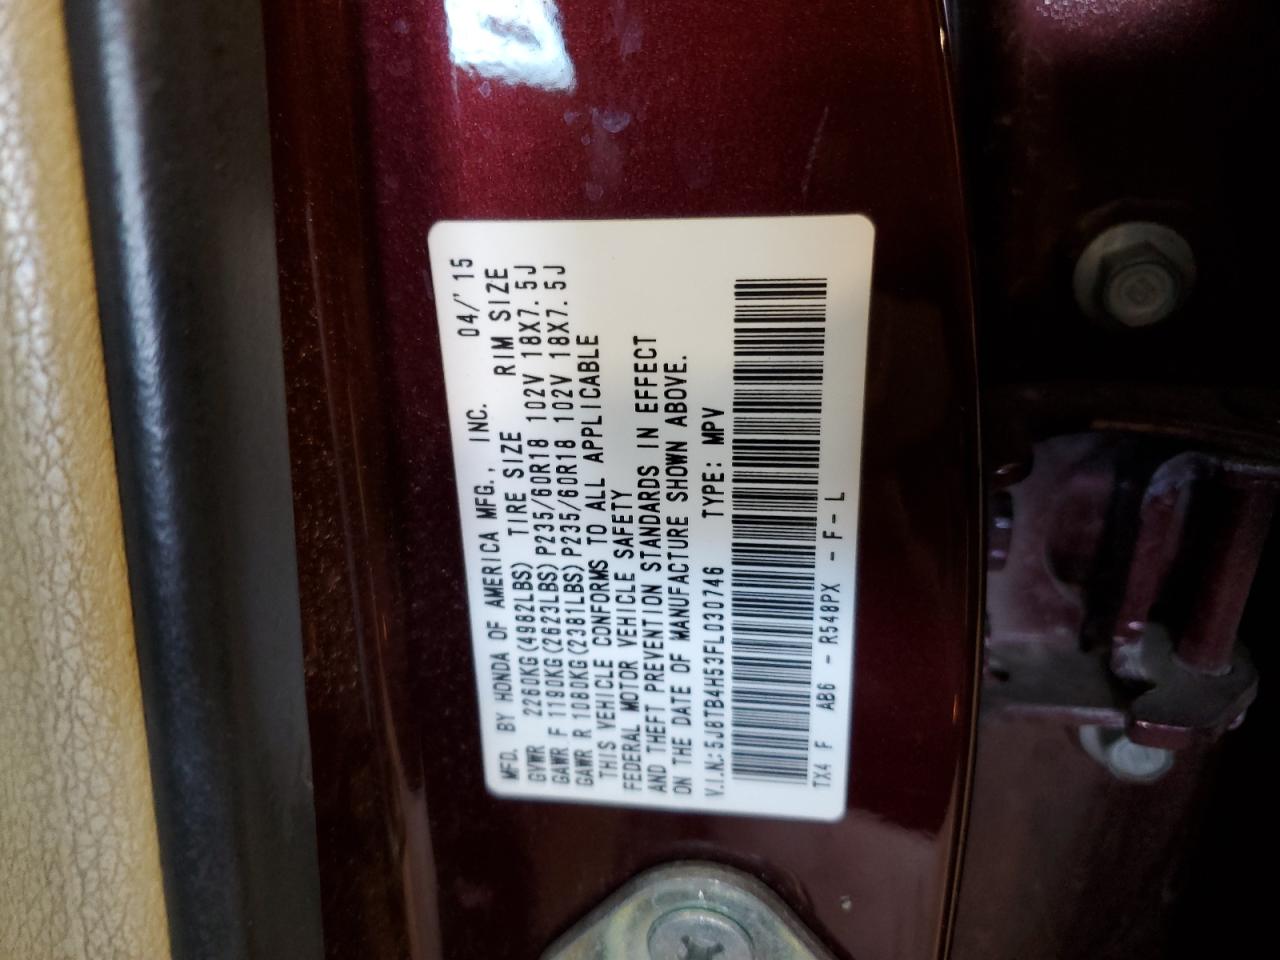 MFD. BY HONDA OF AMERICA MFG., INC. 04/'15
GVWR 2260KG(4982LBS) TIRE SIZE RIM SIZE
GAWR F 1190KG(2623LBS)P235/60R18 102V 18X7.5J
GAWR R 1080KG(2381LBS)P235/60R18 102V 18X7.5J
THIS VEHICLE CONFORMS TO ALL APPLICABLE
FEDERAL MOTOR VEHICLE SAFETY
AND THEFT PREVENTION STANDARDS IN EFFECT
ON THE DATE OF MANUFACTURE SHOWN ABOVE.
V.I.N.:5J8TB4H53FL030746 TYPE: MPV
TX4 F AB6 - R548PX - F - L